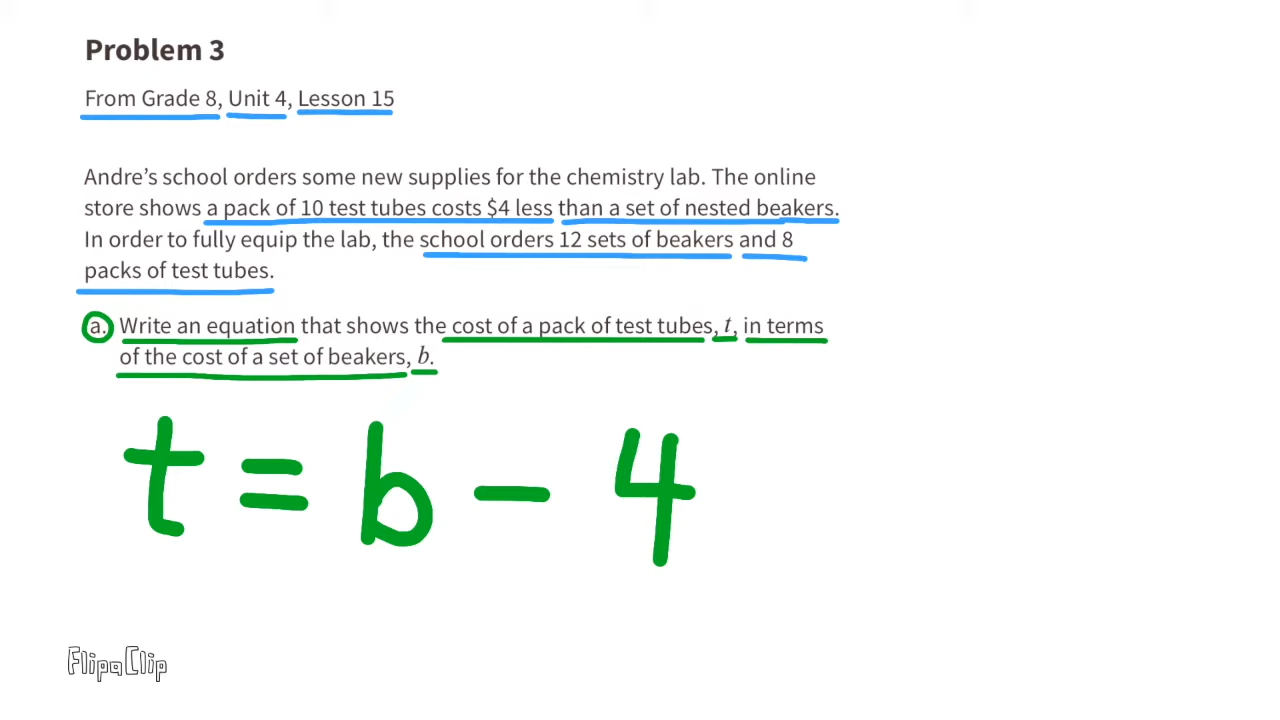 Problem 3
From Grade 8, Unit 4, Lesson 15
Andre’s school orders some new supplies for the chemistry lab. The online
store shows a pack of 10 test tubes costs $4 less than a set of nested beakers.
In order to fully equip the lab, the school orders 12 sets of beakers and 8
packs of test tubes.
a. Write an equation that shows the cost of a pack of test tubes, t, in terms
of the cost of a set of beakers, b.
t = b - 4
FlipaClip